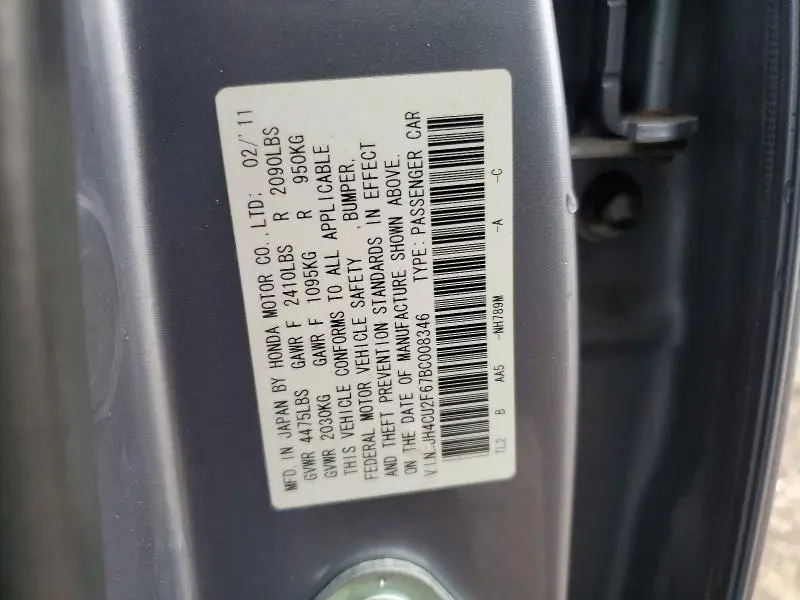 MFD. IN JAPAN BY HONDA MOTOR CO., LTD; 02/'11
GVWR 4475LBS GAWR F 2410LBS R 2090LBS
GVWR 2030KG GAWR F 1095KG R 950KG
THIS VEHICLE CONFORMS TO ALL APPLICABLE
FEDERAL MOTOR VEHICLE SAFETY , BUMPER,
AND THEFT PREVENTION STANDARDS IN EFFECT
ON THE DATE OF MANUFACTURE SHOWN ABOVE.
V.I.N.:JH4CU2F67BC008346 TYPE: PASSENGER CAR
TL2 B AA5 -NH789M -A -C